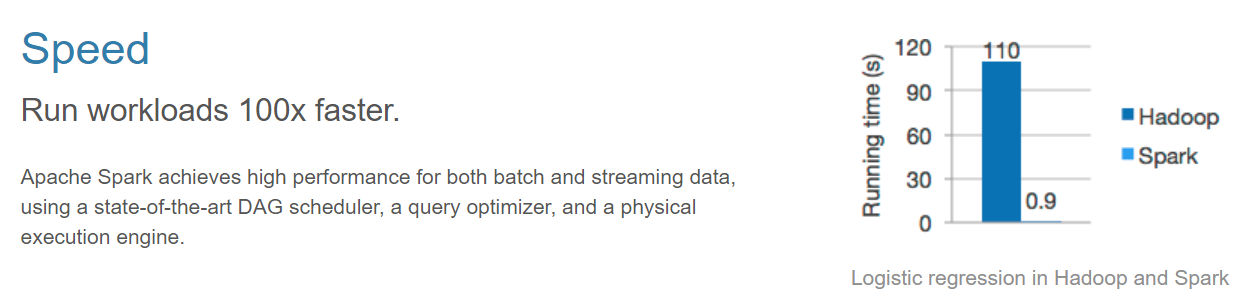 Speed
Run workloads 100x faster.
Apache Spark achieves high performance for both batch and streaming data,
using a state-of-the-art DAG scheduler, a query optimizer, and a physical
execution engine.
Running time (s)
120
90
60
30
0
110
0.9
Hadoop
Spark
Logistic regression in Hadoop and Spark